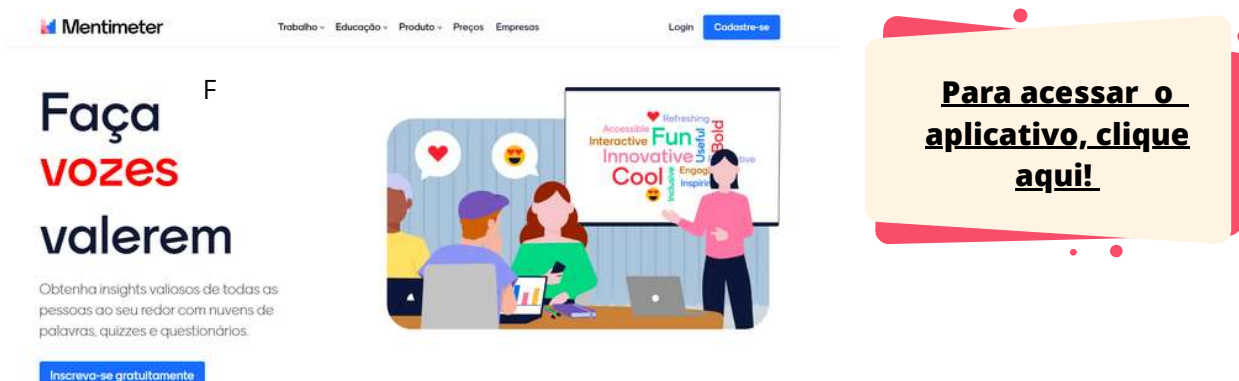 Mentimeter
Trabalho Educação Produto Preços Empresas
Login Cadastre-se
F
Faça
vozes
valerem
Obtenha insights valiosos de todas as
pessoas ao seu redor com nuvens de
palavras, quizzes e questionários.
Inscreva-se gratuitamente
Refreshing
Accessible
Interactive Fun Useful Bold
Innovative
Cool Inclusive
Para acessar o
aplicativo, clique
aqui!